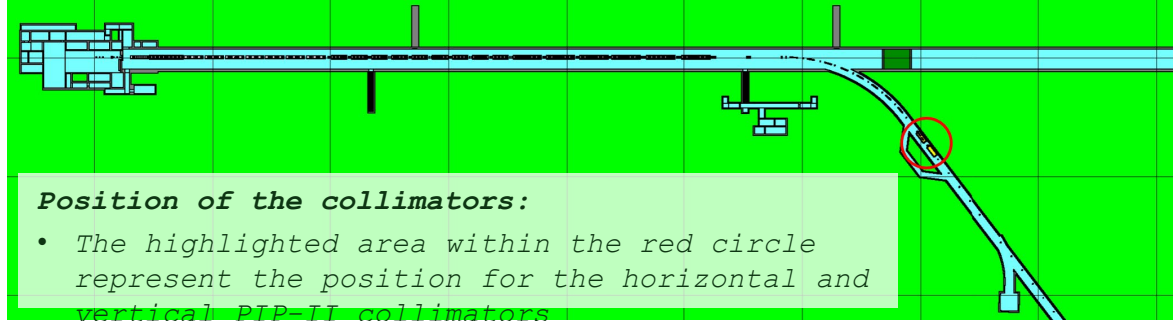 Position of the collimators:
• The highlighted area within the red circle
represent the position for the horizontal and
vertical PIP-II collimators